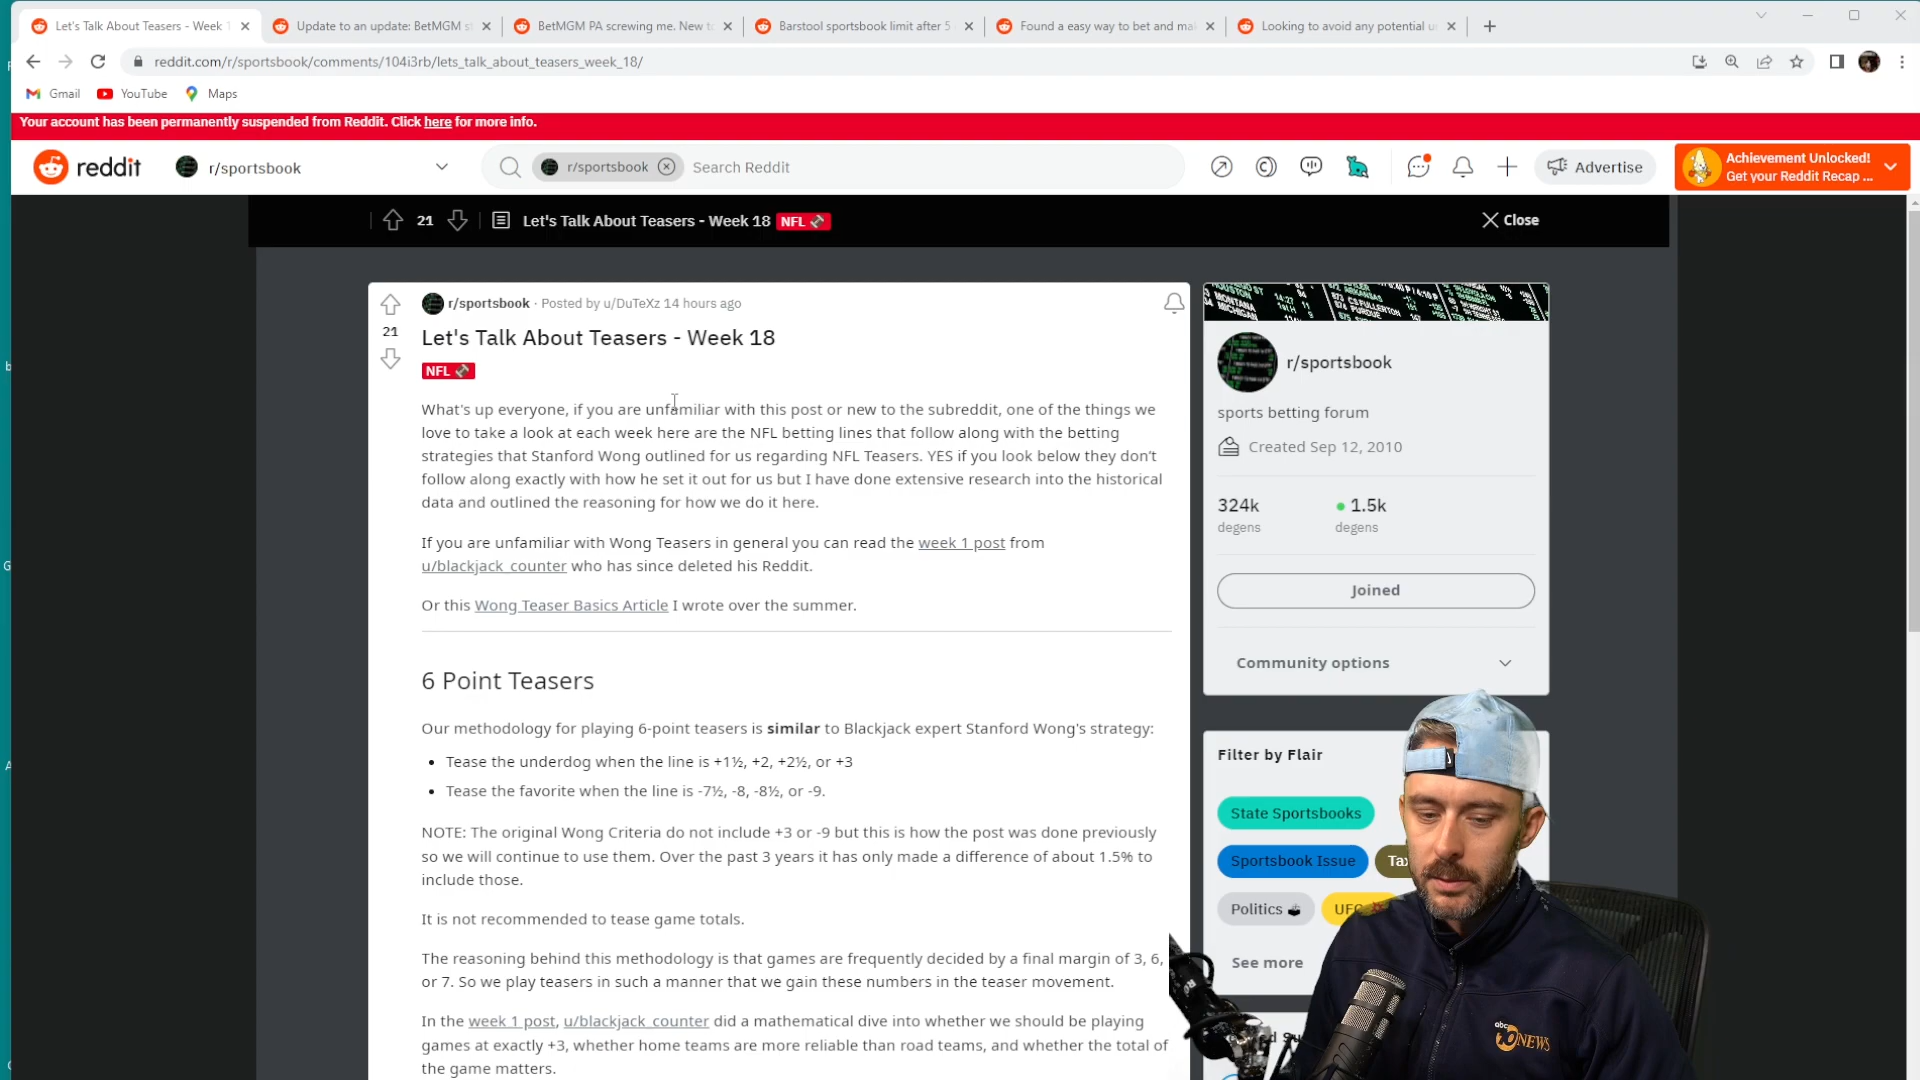 Let's Talk About Teasers - Week 1
Update to an update: BetMGM st
BetMGM PA screwing me. New to
Barstool sportsbook limit after 5
Found a easy way to bet and mak
Looking to avoid any potential u
reddit.com/r/sportsbook/comments/104i3rb/lets_talk_about_teasers_week_18/
Gmail YouTube Maps
Your account has been permanently suspended from Reddit. Click here for more info.
reddit r/sportsbook r/sportsbook Search Reddit Advertise
Achievement Unlocked!
Get your Reddit Recap ...
21 Let's Talk About Teasers - Week 18 NFL Close
r/sportsbook · Posted by u/DuTeXz 14 hours ago
21
Let's Talk About Teasers - Week 18
NFL
What's up everyone, if you are unfamiliar with this post or new to the subreddit, one of the things we
love to take a look at each week here are the NFL betting lines that follow along with the betting
strategies that Stanford Wong outlined for us regarding NFL Teasers. YES if you look below they don't
follow along exactly with how he set it out for us but I have done extensive research into the historical
data and outlined the reasoning for how we do it here.
If you are unfamiliar with Wong Teasers in general you can read the week 1 post from
u/blackjack_counter who has since deleted his Reddit.
Or this Wong Teaser Basics Article I wrote over the summer.
6 Point Teasers
Our methodology for playing 6-point teasers is similar to Blackjack expert Stanford Wong's strategy:
• Tease the underdog when the line is +1½, +2, +2½, or +3
• Tease the favorite when the line is -7½, -8, -8½, or -9.
NOTE: The original Wong Criteria do not include +3 or -9 but this is how the post was done previously
so we will continue to use them. Over the past 3 years it has only made a difference of about 1.5% to
include those.
It is not recommended to tease game totals.
The reasoning behind this methodology is that games are frequently decided by a final margin of 3, 6,
or 7. So we play teasers in such a manner that we gain these numbers in the teaser movement.
In the week 1 post, u/blackjack_counter did a mathematical dive into whether we should be playing
games at exactly +3, whether home teams are more reliable than road teams, and whether the total of
the game matters.
MONTANA
MICHIGAN
r/sportsbook
sports betting forum
Created Sep 12, 2010
324k 1.5k
degens degens
Joined
Community options
Filter by Flair
State Sportsbooks
Sportsbook Issue Tax
Politics UFC
See more
abc 10 NEWS